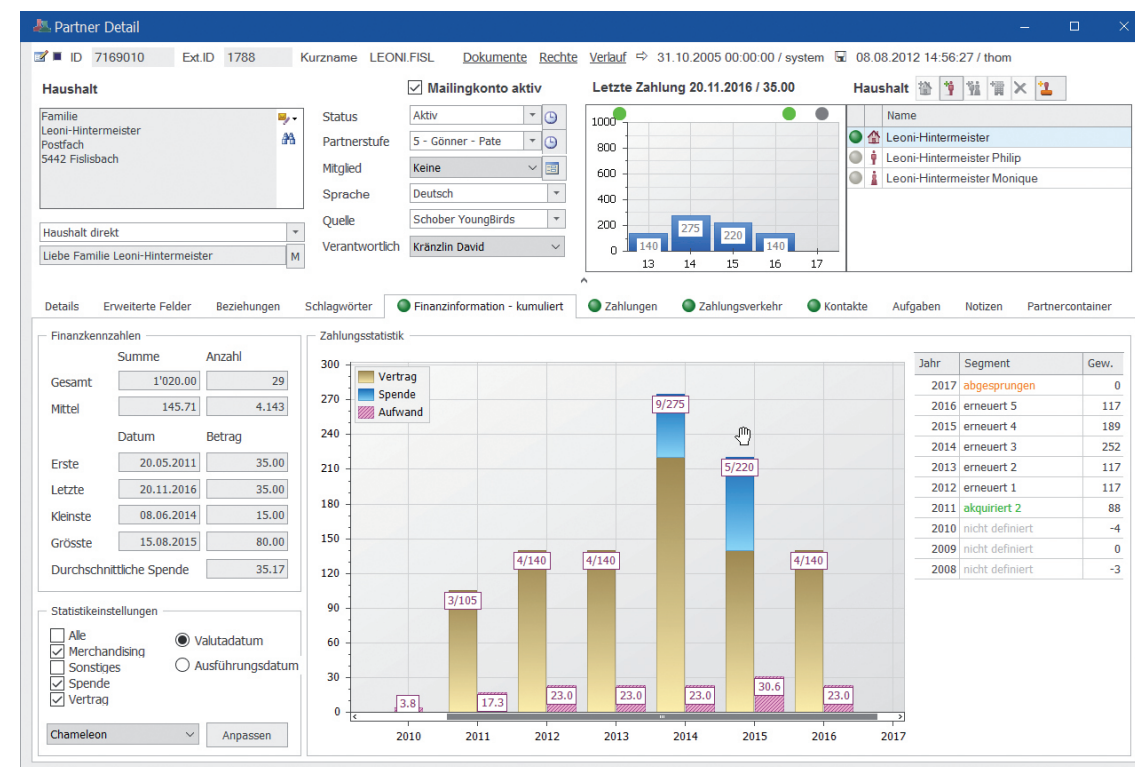 Partner Detail
ID 7169010 Ext.ID 1788 Kurzname LEONI.FISL Dokumente Rechte Verlauf ⇨ 31.10.2005 00:00:00 / system 08.08.2012 14:56:27 / thom
Haushalt
Familie
Leoni-Hintermeister
Postfach
5442 Fislisbach
Haushalt direkt
Liebe Familie Leoni-Hintermeister M
Mailingkonto aktiv
Status Aktiv
Partnerstufe 5 - Gönner - Pate
Mitglied Keine
Sprache Deutsch
Quelle Schober YoungBirds
Verantwortlich Kränzlin David
Letzte Zahlung 20.11.2016 / 35.00
1000
800
600
400
200
0
140 275 220 140
13 14 15 16 17
Haushalt
Name
Leoni-Hintermeister
Leoni-Hintermeister Philip
Leoni-Hintermeister Monique
Details Erweiterte Felder Beziehungen Schlagwörter Finanzinformation - kumuliert Zahlungen Zahlungsverkehr Kontakte Aufgaben Notizen Partnercontainer
Finanzkennzahlen
Summe Anzahl
Gesamt 1'020.00 29
Mittel 145.71 4.143
Datum Betrag
Erste 20.05.2011 35.00
Letzte 20.11.2016 35.00
Kleinste 08.06.2014 15.00
Grösste 15.08.2015 80.00
Durchschnittliche Spende 35.17
Statistikeinstellungen
Alle
Merchandising
Sonstiges
Spende
Vertrag
Valutadatum
Ausführungsdatum
Chameleon Anpassen
Zahlungsstatistik
Vertrag
Spende
Aufwand
300
270
240
210
180
150
120
90
60
30
0
3/105 4/140 4/140 9/275 5/220 4/140
3.8 17.3 23.0 23.0 23.0 30.6 23.0
2010 2011 2012 2013 2014 2015 2016 2017
Jahr Segment Gew.
2017 abgesprungen 0
2016 erneuert 5 117
2015 erneuert 4 189
2014 erneuert 3 252
2013 erneuert 2 117
2012 erneuert 1 117
2011 akquiriert 2 88
2010 nicht definiert -4
2009 nicht definiert 0
2008 nicht definiert -3